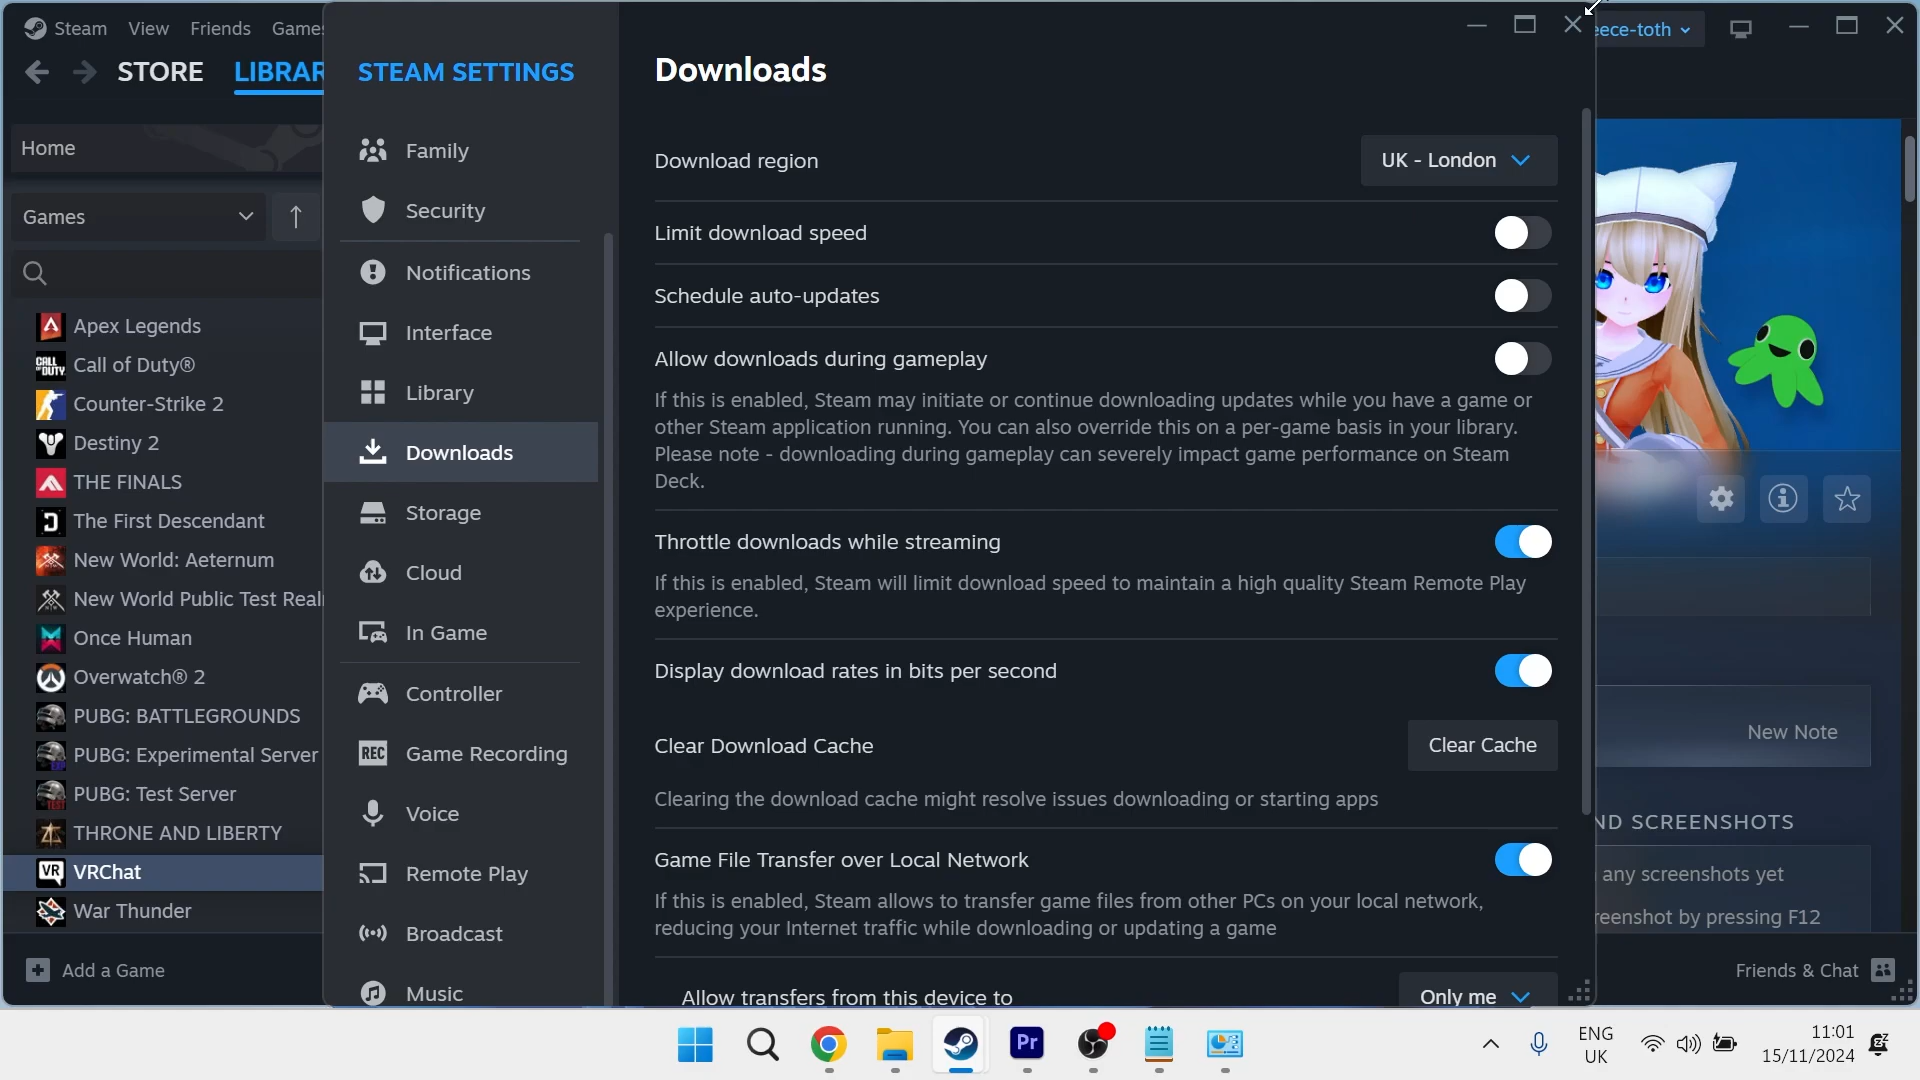 Steam
View
Friends
Games
STORE
LIBRAR
Home
Games
Apex Legends
Call of Duty®
Counter-Strike 2
Destiny 2
THE FINALS
The First Descendant
New World: Aeternum
New World Public Test Real
Once Human
Overwatch® 2
PUBG: BATTLEGROUNDS
PUBG: Experimental Server
PUBG: Test Server
THRONE AND LIBERTY
VRChat
War Thunder
Add a Game
STEAM SETTINGS
Family
Security
Notifications
Interface
Library
Downloads
Storage
Cloud
In Game
Controller
REC
Game Recording
Voice
Remote Play
Broadcast
Music
Downloads
Download region
UK - London
Limit download speed
Schedule auto-updates
Allow downloads during gameplay
If this is enabled, Steam may initiate or continue downloading updates while you have a game or
other Steam application running. You can also override this on a per-game basis in your library.
Please note - downloading during gameplay can severely impact game performance on Steam
Deck.
Throttle downloads while streaming
If this is enabled, Steam will limit download speed to maintain a high quality Steam Remote Play
experience.
Display download rates in bits per second
Clear Download Cache
Clear Cache
Clearing the download cache might resolve issues downloading or starting apps
Game File Transfer over Local Network
If this is enabled, Steam allows to transfer game files from other PCs on your local network,
reducing your Internet traffic while downloading or updating a game
Allow transfers from this device to
Only me
eece-toth
New Note
ND SCREENSHOTS
any screenshots yet
reenshot by pressing F12
Friends & Chat
Pr
ENG
UK
11:01
15/11/2024